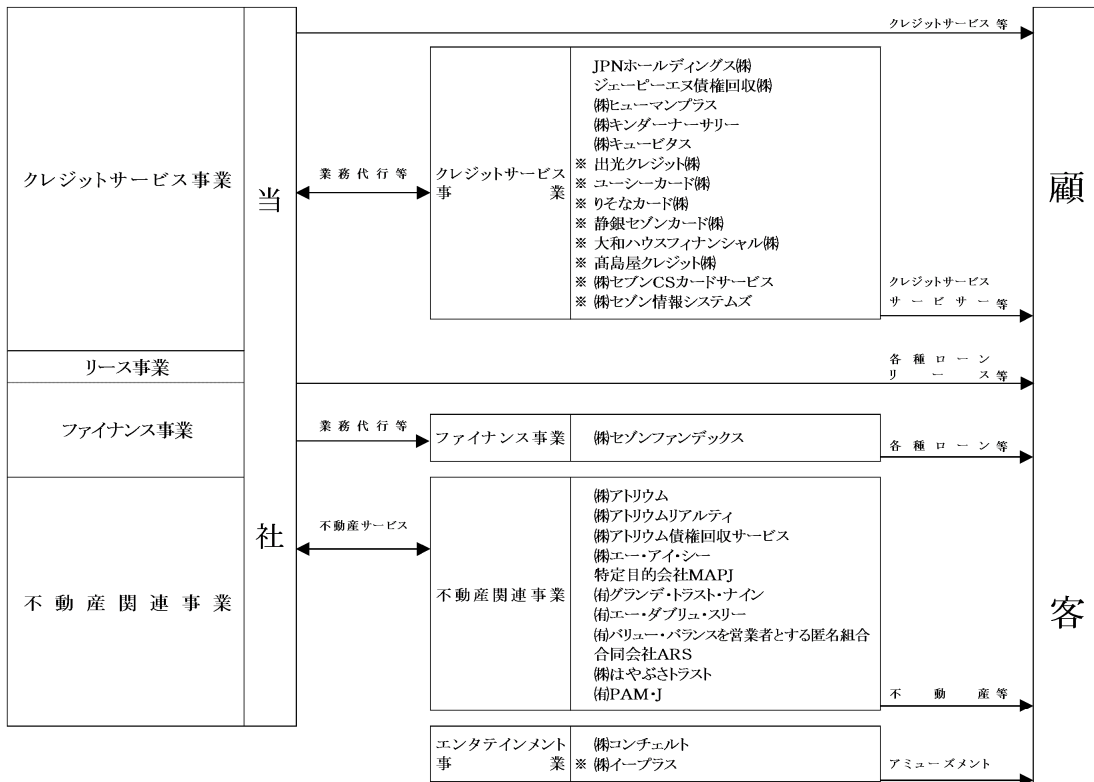 クレジットサービス事業
リース事業
ファイナンス事業
不動産関連事業
当
社
クレジットサービス等
業務代行等
クレジットサービス
事業
JPNホールディングス㈱
ジェーピーエヌ債権回収㈱
㈱ヒューマンプラス
㈱キンダーナーサリー
㈱キュービタス
※ 出光クレジット㈱
※ ユーシーカード㈱
※ りそなカード㈱
※ 静銀セゾンカード㈱
※ 大和ハウスフィナンシャル㈱
※ 髙島屋クレジット㈱
※ ㈱セブンCSカードサービス
※ ㈱セゾン情報システムズ
クレジットサービス
サービサー等
各種ローン
リース等
業務代行等
ファイナンス事業
㈱セゾンファンデックス
各種ローン等
不動産サービス
不動産関連事業
㈱アトリウム
㈱アトリウムリアルティ
㈱アトリウム債権回収サービス
㈱エー・アイ・シー
特定目的会社MAPJ
㈲グランデ・トラスト・ナイン
㈲エー・ダブリュ・スリー
㈲バリュー・バランスを営業者とする匿名組合
合同会社ARS
㈱はやぶさトラスト
㈲PAM・J
不動産等
エンタテインメント
事業
㈱コンチェルト
※ ㈱イープラス
アミューズメント
顧
客